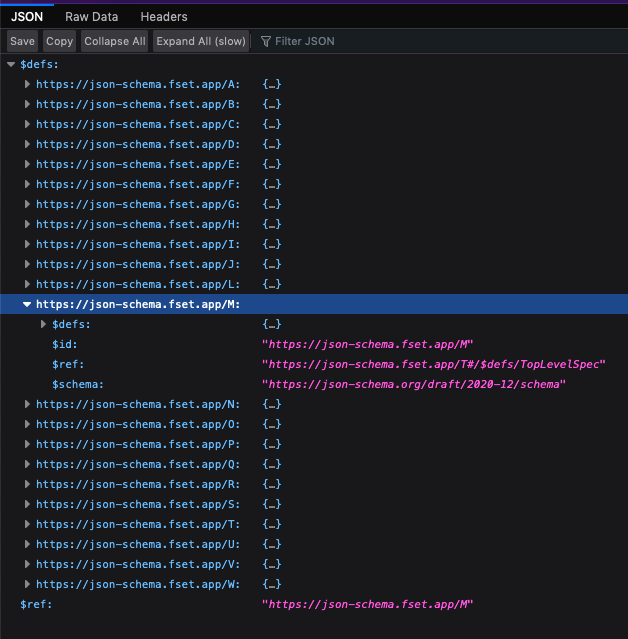 JSON Raw Data Headers
Save Copy Collapse All Expand All (slow) Filter JSON
$defs:
https://json-schema.fset.app/A: {…}
https://json-schema.fset.app/B: {…}
https://json-schema.fset.app/C: {…}
https://json-schema.fset.app/D: {…}
https://json-schema.fset.app/E: {…}
https://json-schema.fset.app/F: {…}
https://json-schema.fset.app/G: {…}
https://json-schema.fset.app/H: {…}
https://json-schema.fset.app/I: {…}
https://json-schema.fset.app/J: {…}
https://json-schema.fset.app/L: {…}
https://json-schema.fset.app/M:
$defs: {…}
$id: "https://json-schema.fset.app/M"
$ref: "https://json-schema.fset.app/T#/$defs/TopLevelSpec"
$schema: "https://json-schema.org/draft/2020-12/schema"
https://json-schema.fset.app/N: {…}
https://json-schema.fset.app/O: {…}
https://json-schema.fset.app/P: {…}
https://json-schema.fset.app/Q: {…}
https://json-schema.fset.app/R: {…}
https://json-schema.fset.app/S: {…}
https://json-schema.fset.app/T: {…}
https://json-schema.fset.app/U: {…}
https://json-schema.fset.app/V: {…}
https://json-schema.fset.app/W: {…}
$ref: "https://json-schema.fset.app/M"